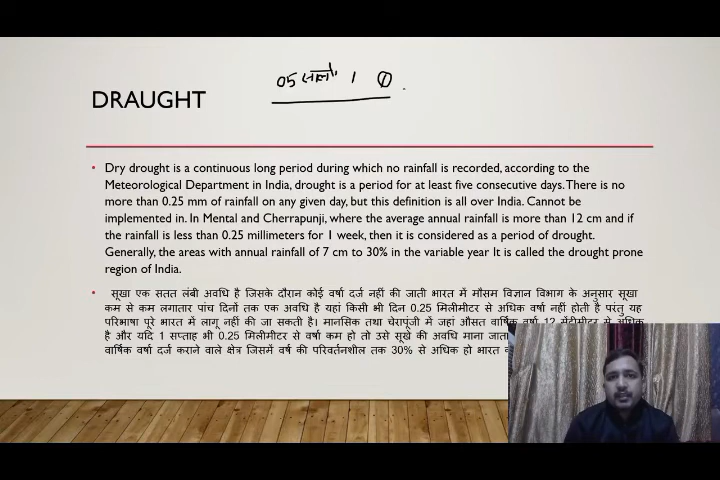 05 साल 1
DRAUGHT
Dry drought is a continuous long period during which no rainfall is recorded, according to the
Meteorological Department in India, drought is a period for at least five consecutive days. There is no
more than 0.25 mm of rainfall on any given day, but this definition is all over India. Cannot be
implemented in. In Mental and Cherrapunji, where the average annual rainfall is more than 12 cm and if
the rainfall is less than 0.25 millimeters for 1 week, then it is considered as a period of drought.
Generally, the areas with annual rainfall of 7 cm to 30% in the variable year It is called the drought prone
region of India.
सूखा एक सतत लंबी अवधि है जिसके दौरान कोई वर्षा दर्ज नहीं की जाती भारत में मौसम विज्ञान विभाग के अनुसार सूखा
कम से कम लगातार पांच दिनों तक एक अवधि है यहां किसी भी दिन 0.25 मिलीमीटर से अधिक वर्षा नहीं होती है परंतु यह
परिभाषा पूरे भारत में लागू नहीं की जा सकती है। मानसिक तथा चेरापूंजी में जहां औसत वार्षिक वर्षा 12 सेंटीमीटर से अधिक
है और यदि 1 सप्ताह भी 0.25 मिलीमीटर से वर्षा कम हो तो उसे सूखे की अवधि माना जाता
वार्षिक वर्षा दर्ज कराने वाले क्षेत्र जिसमें वर्ष की परिवर्तनशील तक 30% से अधिक हो भारत